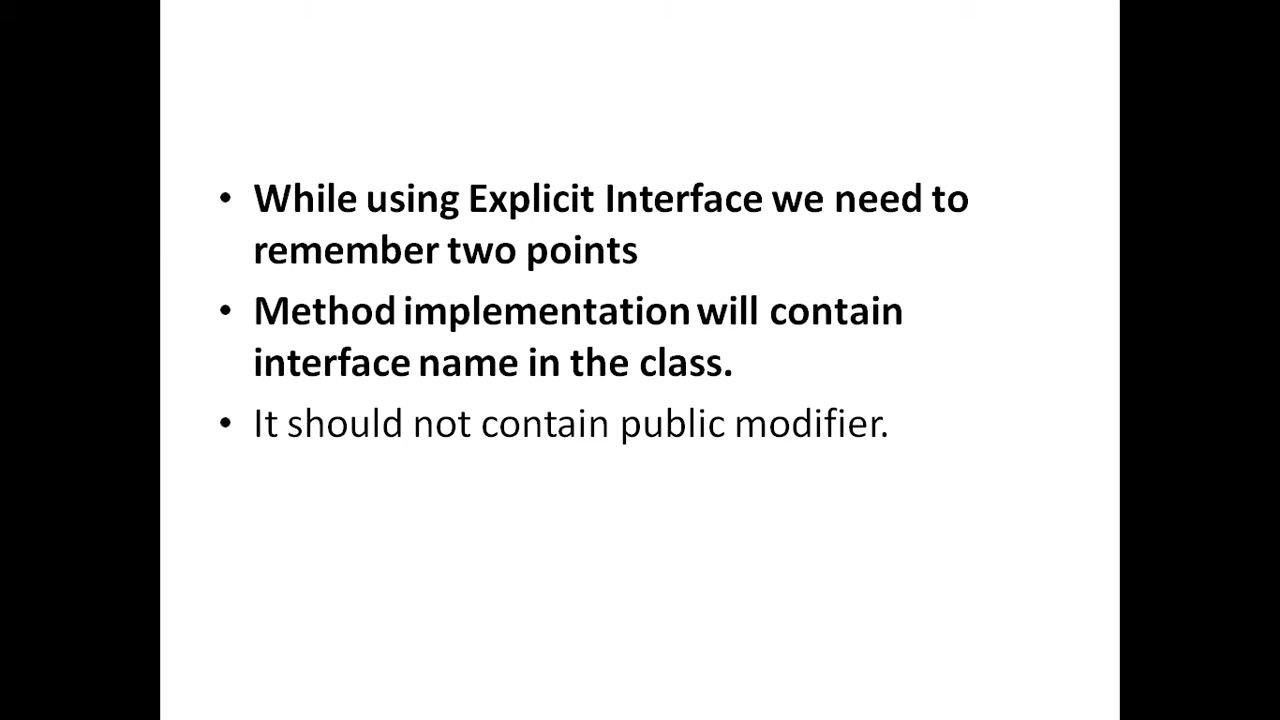 • While using Explicit Interface we need to
remember two points
• Method implementation will contain
interface name in the class.
• It should not contain public modifier.